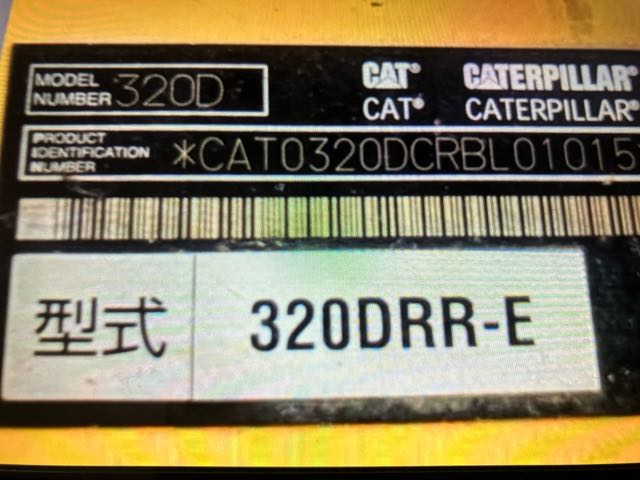 MODEL NUMBER 320D
CAT® CATERPILLAR®
CAT® CATERPILLAR®
PRODUCT IDENTIFICATION NUMBER *CAT0320DCRBL01015*
型式 320DRR-E